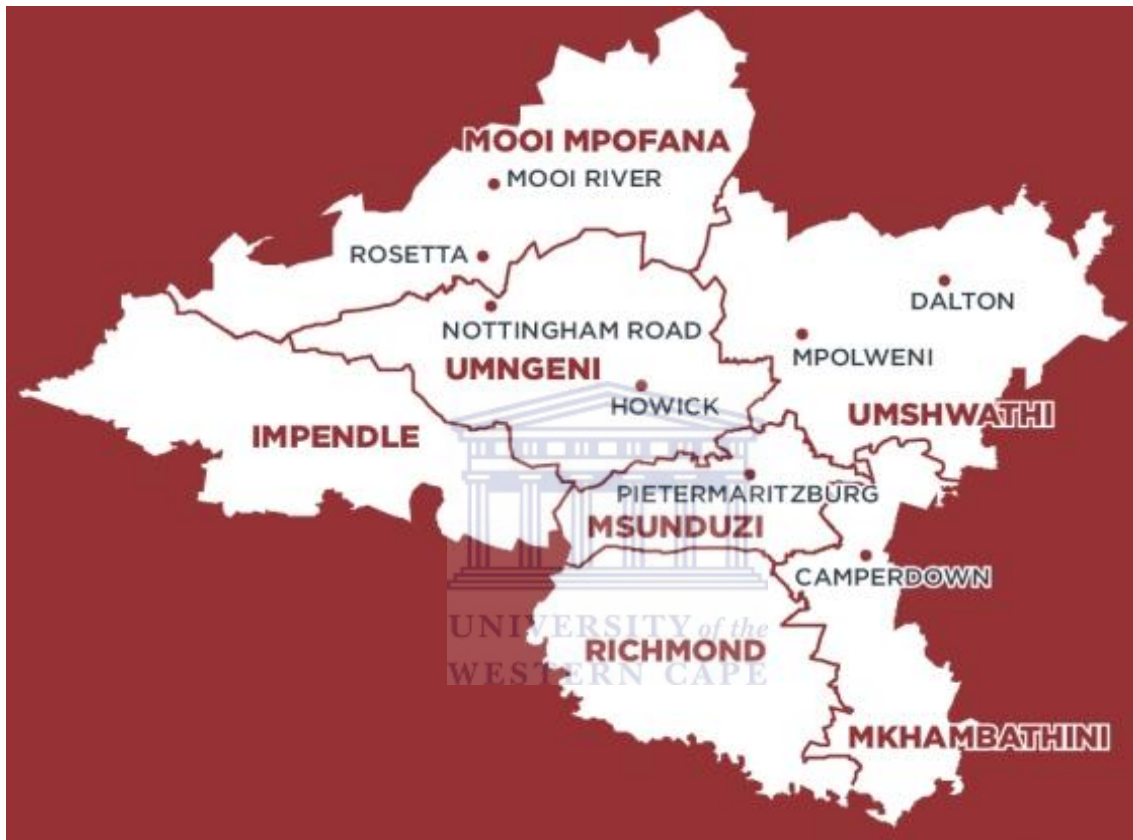 MOOI MPOFANA
MOOI RIVER
ROSETTA
DALTON
NOTTINGHAM ROAD
MPOLWENI
UMNGENI
HOWICK
UMSHWATHI
IMPENDLE
PIETERMARITZBURG
MSUNDUZI
CAMPERDOWN
UNIVERSITY of the
WESTERN CAPE
RICHMOND
MKHAMBATHINI